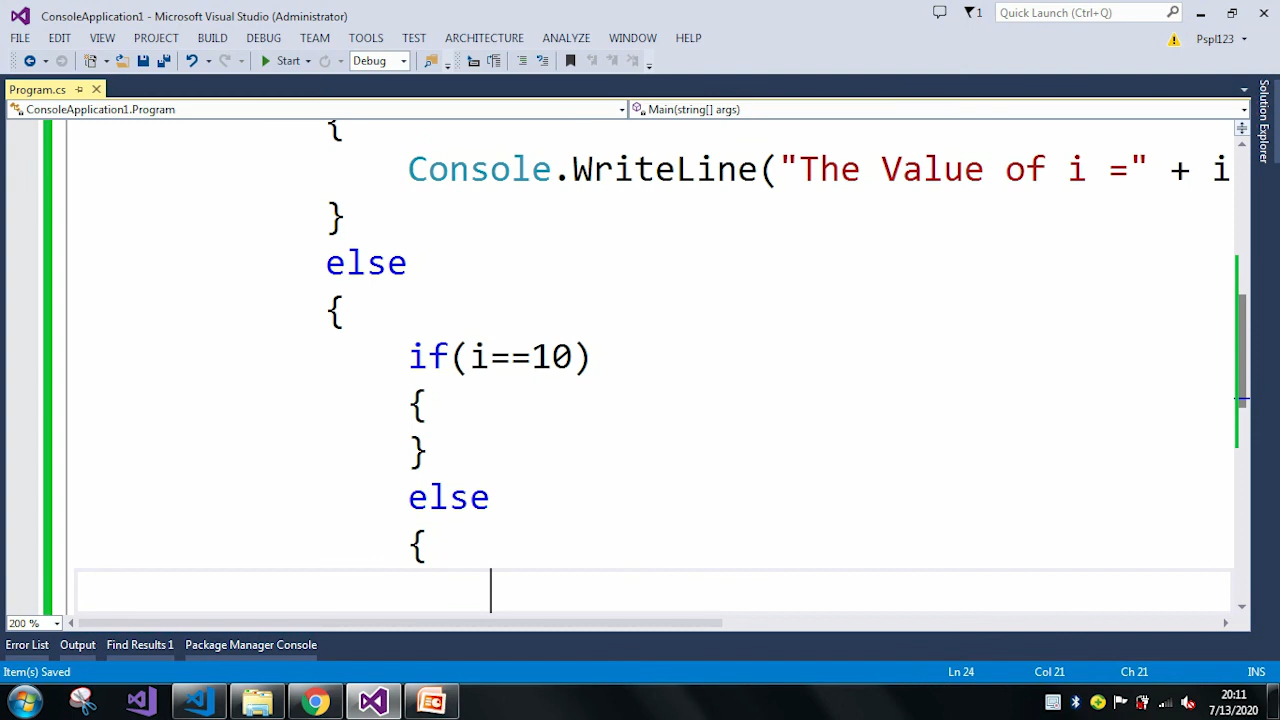 ConsoleApplication1 - Microsoft Visual Studio (Administrator)
1
Quick Launch (Ctrl+Q)
FILE EDIT VIEW PROJECT BUILD DEBUG TEAM TOOLS TEST ARCHITECTURE ANALYZE WINDOW HELP
Pspl123
Start
Debug
Program.cs
ConsoleApplication1.Program
Main(string[] args)
Solution Explorer
{
Console.WriteLine("The Value of i =" + i
}
else
{
if(i==10)
{
}
else
{
200 %
Error List Output Find Results 1 Package Manager Console
Item(s) Saved
Ln 24 Col 21 Ch 21 INS
20:11
7/13/2020